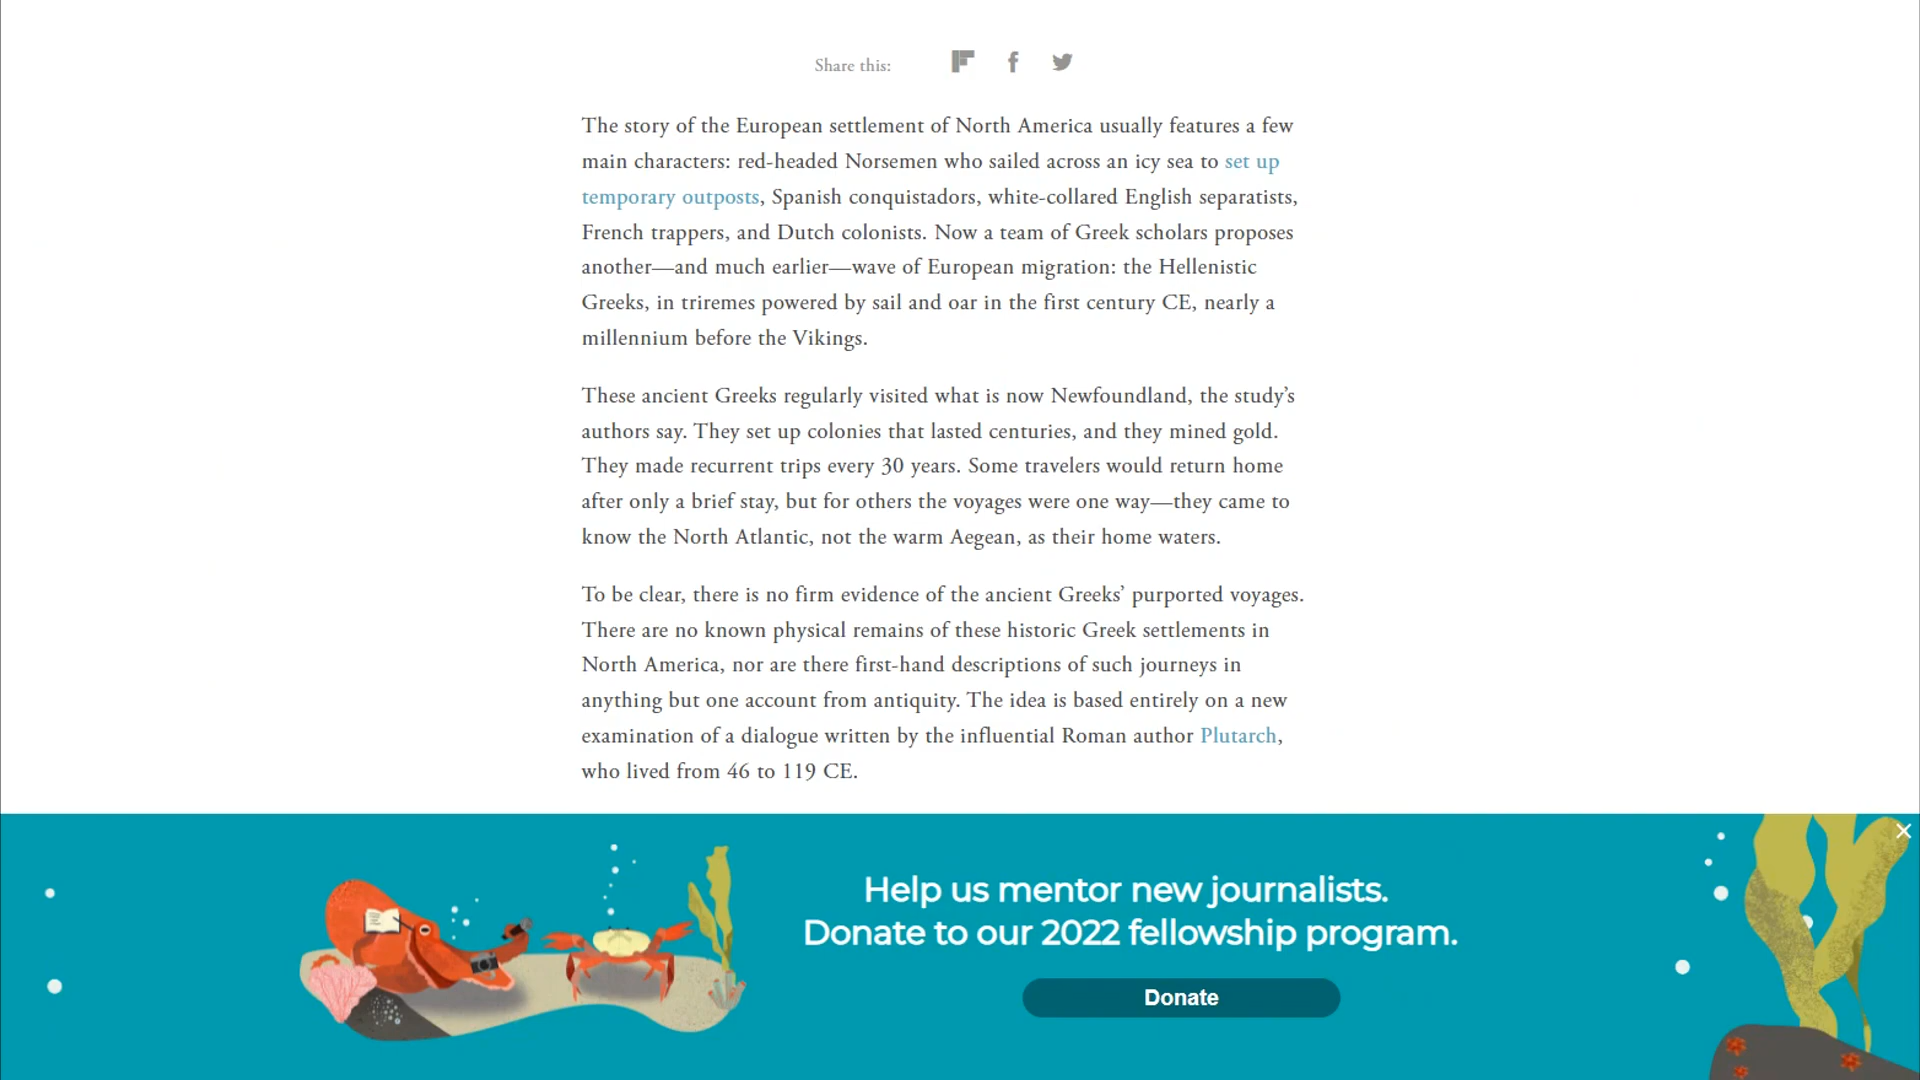 Share this:
The story of the European settlement of North America usually features a few
main characters: red-headed Norsemen who sailed across an icy sea to set up
temporary outposts, Spanish conquistadors, white-collared English separatists,
French trappers, and Dutch colonists. Now a team of Greek scholars proposes
another—and much earlier—wave of European migration: the Hellenistic
Greeks, in triremes powered by sail and oar in the first century CE, nearly a
millennium before the Vikings.
These ancient Greeks regularly visited what is now Newfoundland, the study’s
authors say. They set up colonies that lasted centuries, and they mined gold.
They made recurrent trips every 30 years. Some travelers would return home
after only a brief stay, but for others the voyages were one way—they came to
know the North Atlantic, not the warm Aegean, as their home waters.
To be clear, there is no firm evidence of the ancient Greeks’ purported voyages.
There are no known physical remains of these historic Greek settlements in
North America, nor are there first-hand descriptions of such journeys in
anything but one account from antiquity. The idea is based entirely on a new
examination of a dialogue written by the influential Roman author Plutarch,
who lived from 46 to 119 CE.
Help us mentor new journalists.
Donate to our 2022 fellowship program.
Donate